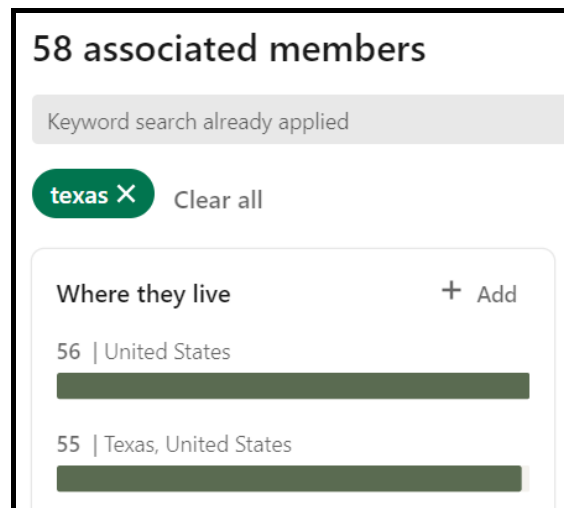 58 associated members
Keyword search already applied
texas ✕ Clear all
Where they live + Add
56 | United States
55 | Texas, United States